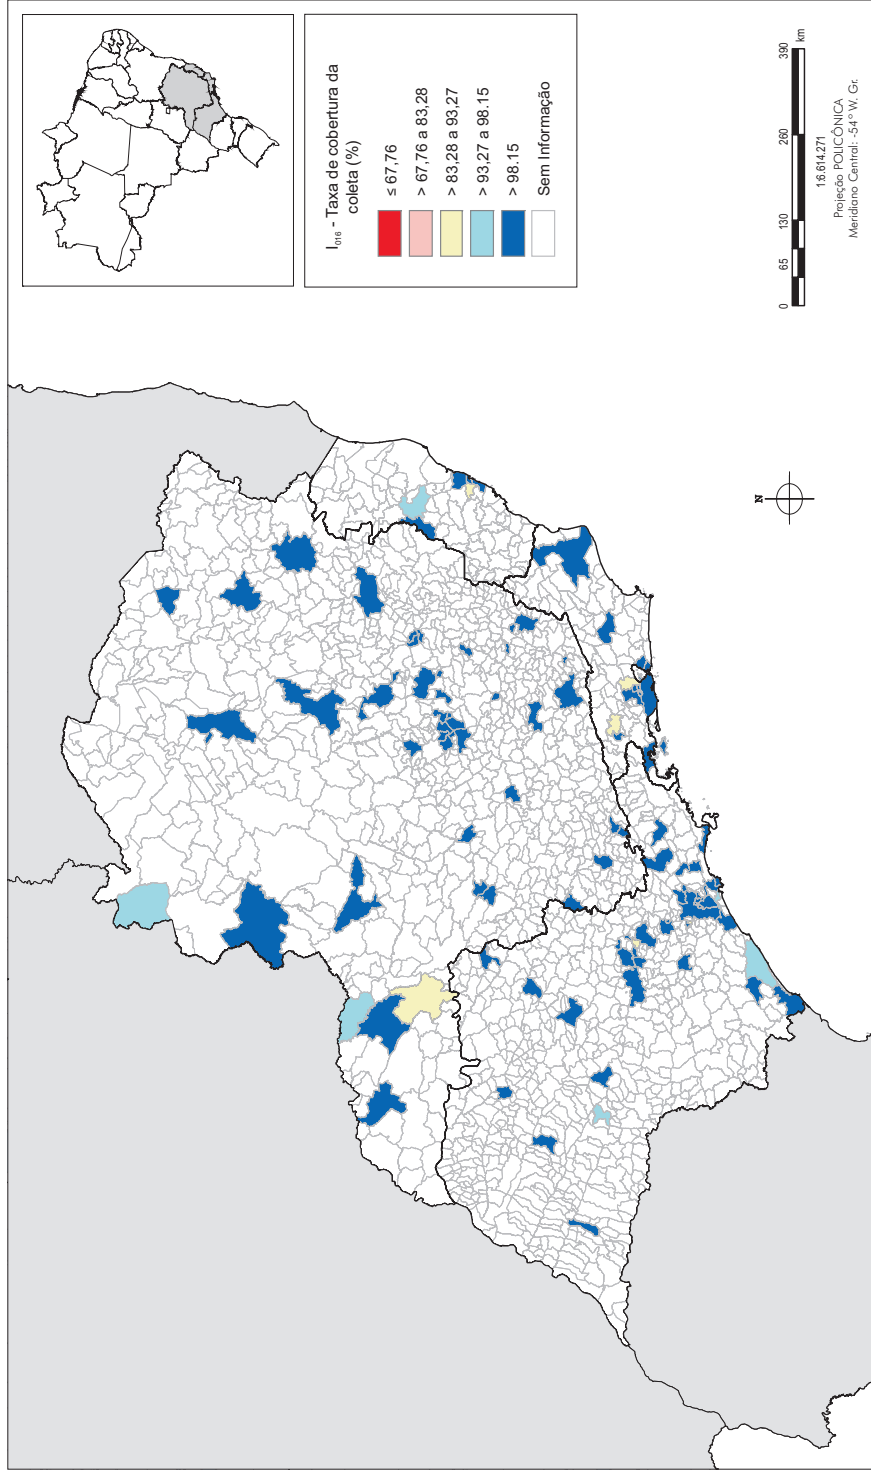 I016 - Taxa de cobertura da
coleta (%)
≤ 67,76
> 67,76 a 83,28
> 83,28 a 93,27
> 93,27 a 98.15
> 98.15
Sem Informação
N
0 65 130 260 390
km
1:6.614.271
Projeção POLICÔNICA
Meridiano Central: -54° W. Gr.